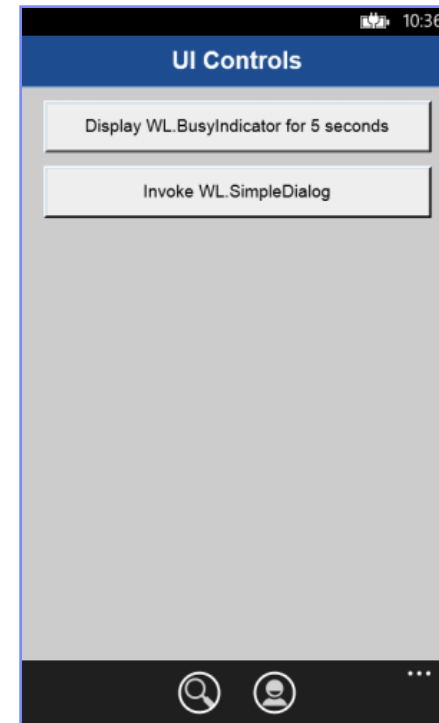 10:36
UI Controls
Display WL.BusyIndicator for 5 seconds
Invoke WL.SimpleDialog
...